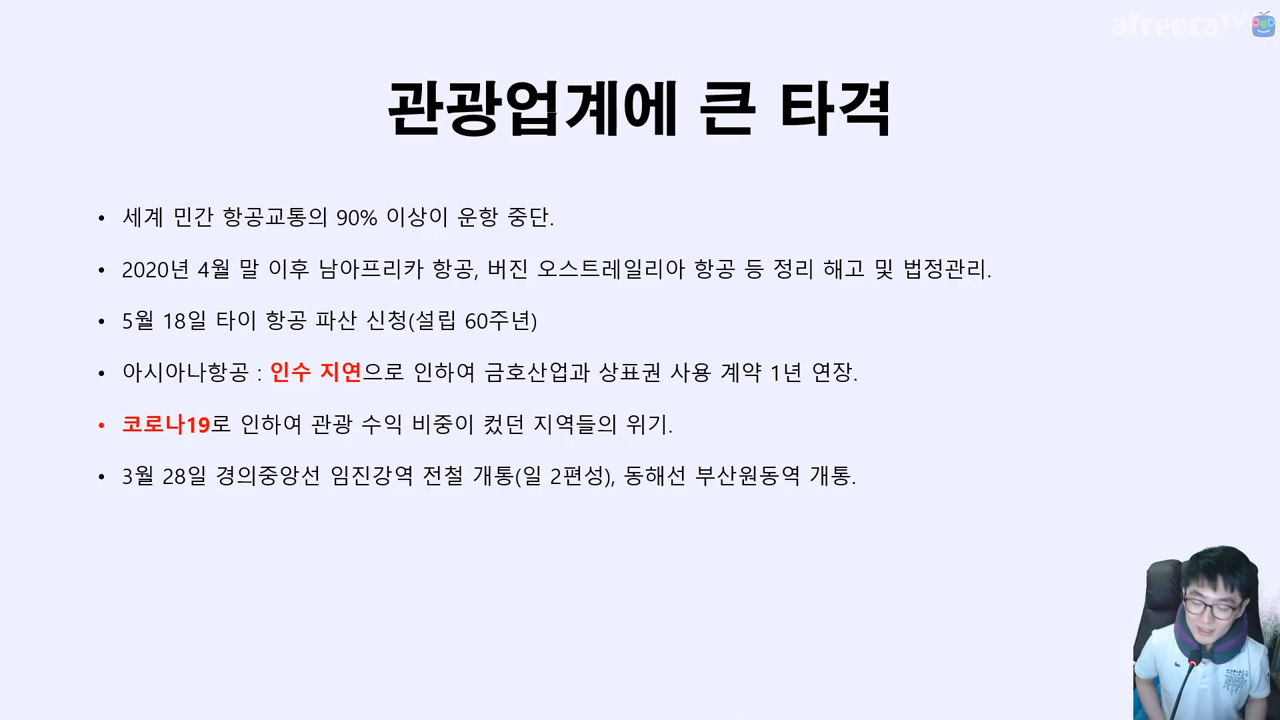 afreecaTV
관광업계에 큰 타격
• 세계 민간 항공교통의 90% 이상이 운항 중단.
• 2020년 4월 말 이후 남아프리카 항공, 버진 오스트레일리아 항공 등 정리 해고 및 법정관리.
• 5월 18일 타이 항공 파산 신청(설립 60주년)
• 아시아나항공 : 인수 지연으로 인하여 금호산업과 상표권 사용 계약 1년 연장.
• 코로나19로 인하여 관광 수익 비중이 컸던 지역들의 위기.
• 3월 28일 경의중앙선 임진강역 전철 개통(일 2편성), 동해선 부산원동역 개통.